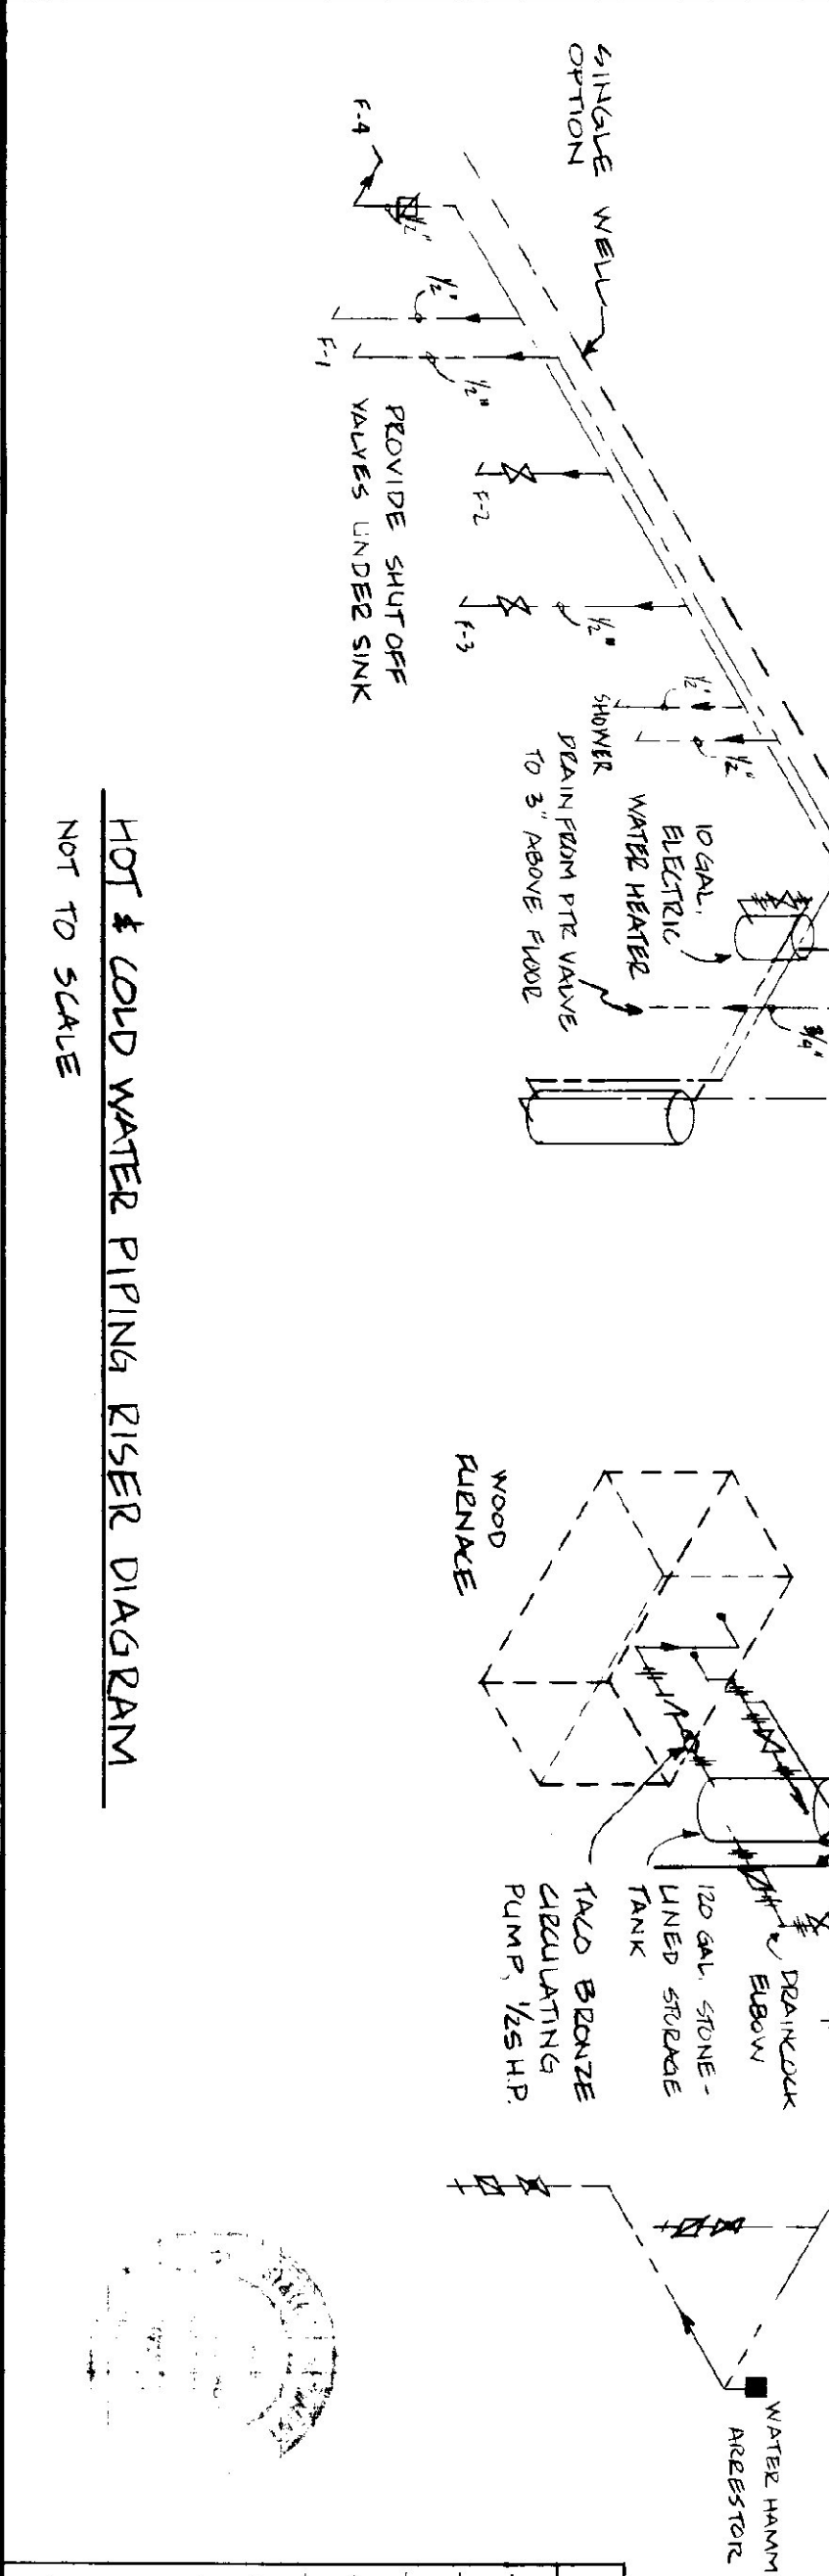 SINGLE WELL
OPTION
F-4
1/2"
1/2"
F-1
1/2"
PROVIDE SHUT OFF
VALVES UNDER SINK
F-2
F-3
1/2"
1/2"
SHOWER
1/2"
10 GAL.
ELECTRIC
WATER HEATER
DRAIN FROM PTR VALVE
TO 3" ABOVE FLOOR
3/4"
WOOD
FURNACE
DRAINCOCK
ELBOW
120 GAL. STONE-
LINED STORAGE
TANK
TACO BRONZE
CIRCULATING
PUMP, 1/25 H.P.
WATER HAMM
ARRESTOR
HOT & COLD WATER PIPING RISER DIAGRAM
NOT TO SCALE